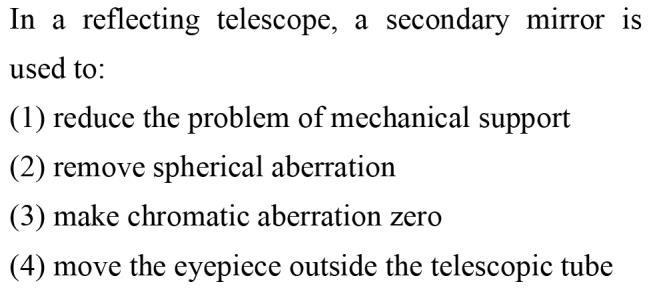 In a reflecting telescope, a secondary mirror is
used to:
(1) reduce the problem of mechanical support
(2) remove spherical aberration
(3) make chromatic aberration zero
(4) move the eyepiece outside the telescopic tube